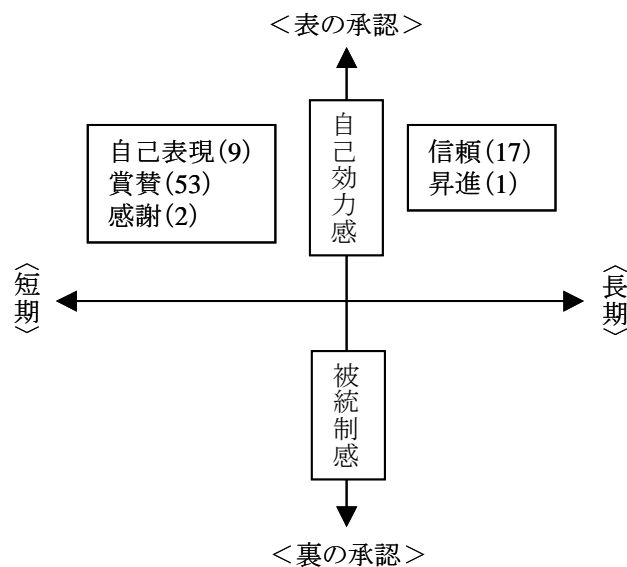 ＜表の承認＞
自己効力感
自己表現(9)
賞賛(53)
感謝(2)
信頼(17)
昇進(1)
〈短期〉
〈長期〉
被統制感
＜裏の承認＞